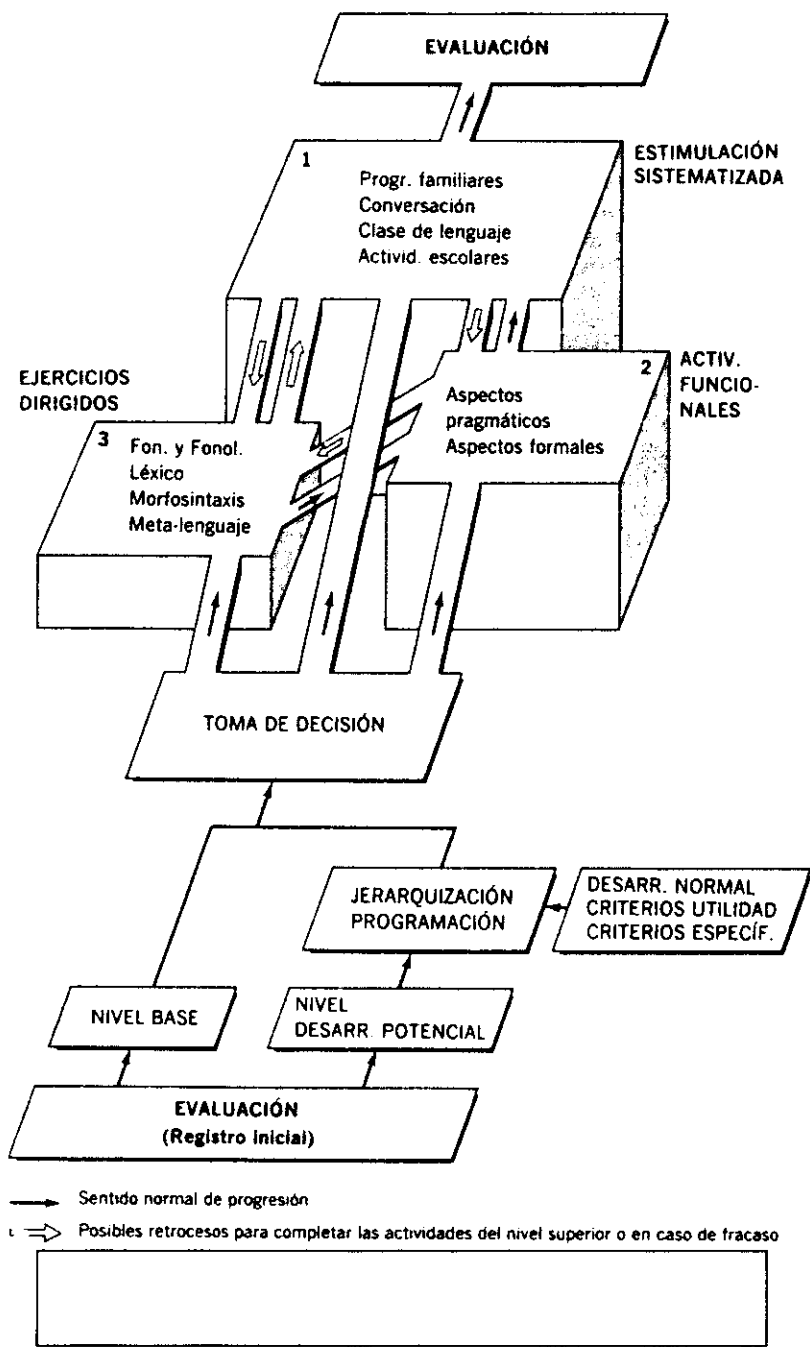 EVALUACIÓN
1
Progr. familiares
Conversación
Clase de lenguaje
Activid. escolares
ESTIMULACIÓN
SISTEMATIZADA
2
Aspectos
pragmáticos
Aspectos formales
ACTIV.
FUNCIO-
NALES
EJERCICIOS
DIRIGIDOS
3
Fon. y Fonol.
Léxico
Morfosintaxis
Meta-lenguaje
TOMA DE DECISIÓN
JERARQUIZACIÓN
PROGRAMACIÓN
DESARR. NORMAL
CRITERIOS UTILIDAD
CRITERIOS ESPECÍF.
NIVEL BASE
NIVEL
DESARR. POTENCIAL
EVALUACIÓN
(Registro inicial)
Sentido normal de progresión
Posibles retrocesos para completar las actividades del nivel superior o en caso de fracaso